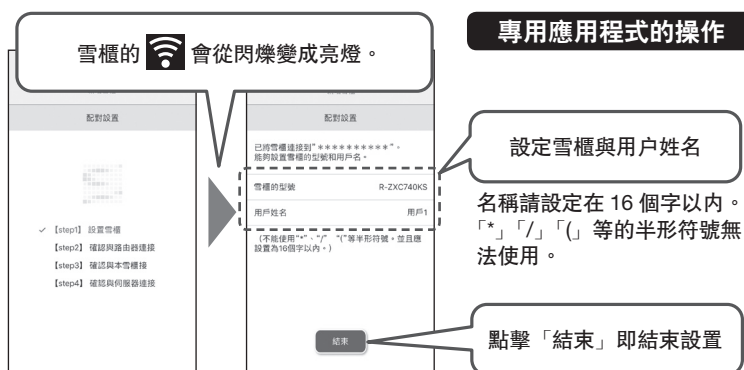 專用應用程式的操作
雪櫃的 會從閃爍變成亮燈。
配對設置
✓ 【step1】 設置雪櫃
【step2】 確認與路由器連接
【step3】 確認與本雪櫃接
【step4】 確認與伺服器連接
配對設置
已將雪櫃連接到"＊＊＊＊＊＊＊＊＊＊"。
能夠設置雪櫃的型號和用戶名。
雪櫃的型號 R-ZXC740KS
用戶姓名 用戶1
（不能使用"*"、"/" "("等半形符號。並且應
設置為16個字以內。）
結束
設定雪櫃與用户姓名
名稱請設定在 16 個字以內。
「*」「/」「(」等的半形符號無
法使用。
點擊「結束」即結束設置